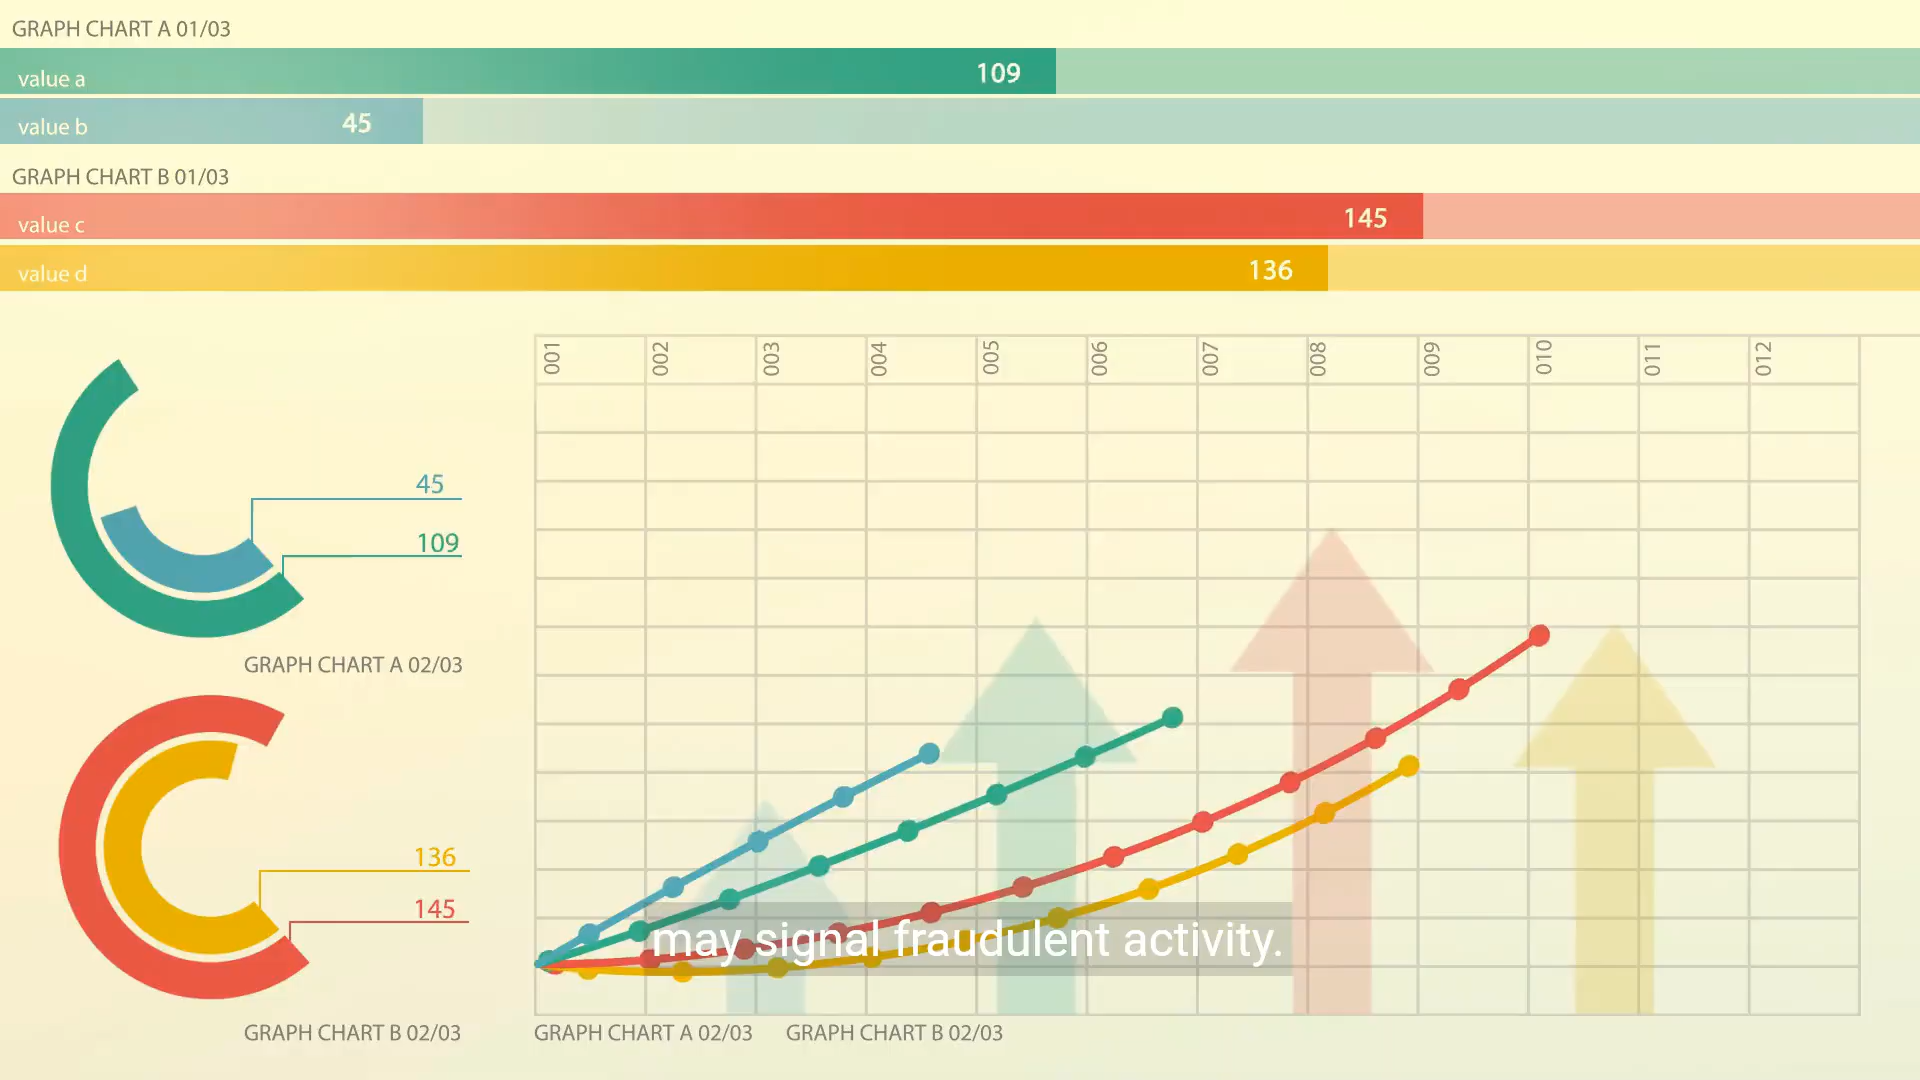 GRAPH CHART A 01/03
value a 109
value b 45
GRAPH CHART B 01/03
value c 145
value d 136
001 002 003 004 005 006 007 008 009 010 011 012
45
109
GRAPH CHART A 02/03
136
145
GRAPH CHART B 02/03
may signal fraudulent activity.
GRAPH CHART A 02/03 GRAPH CHART B 02/03